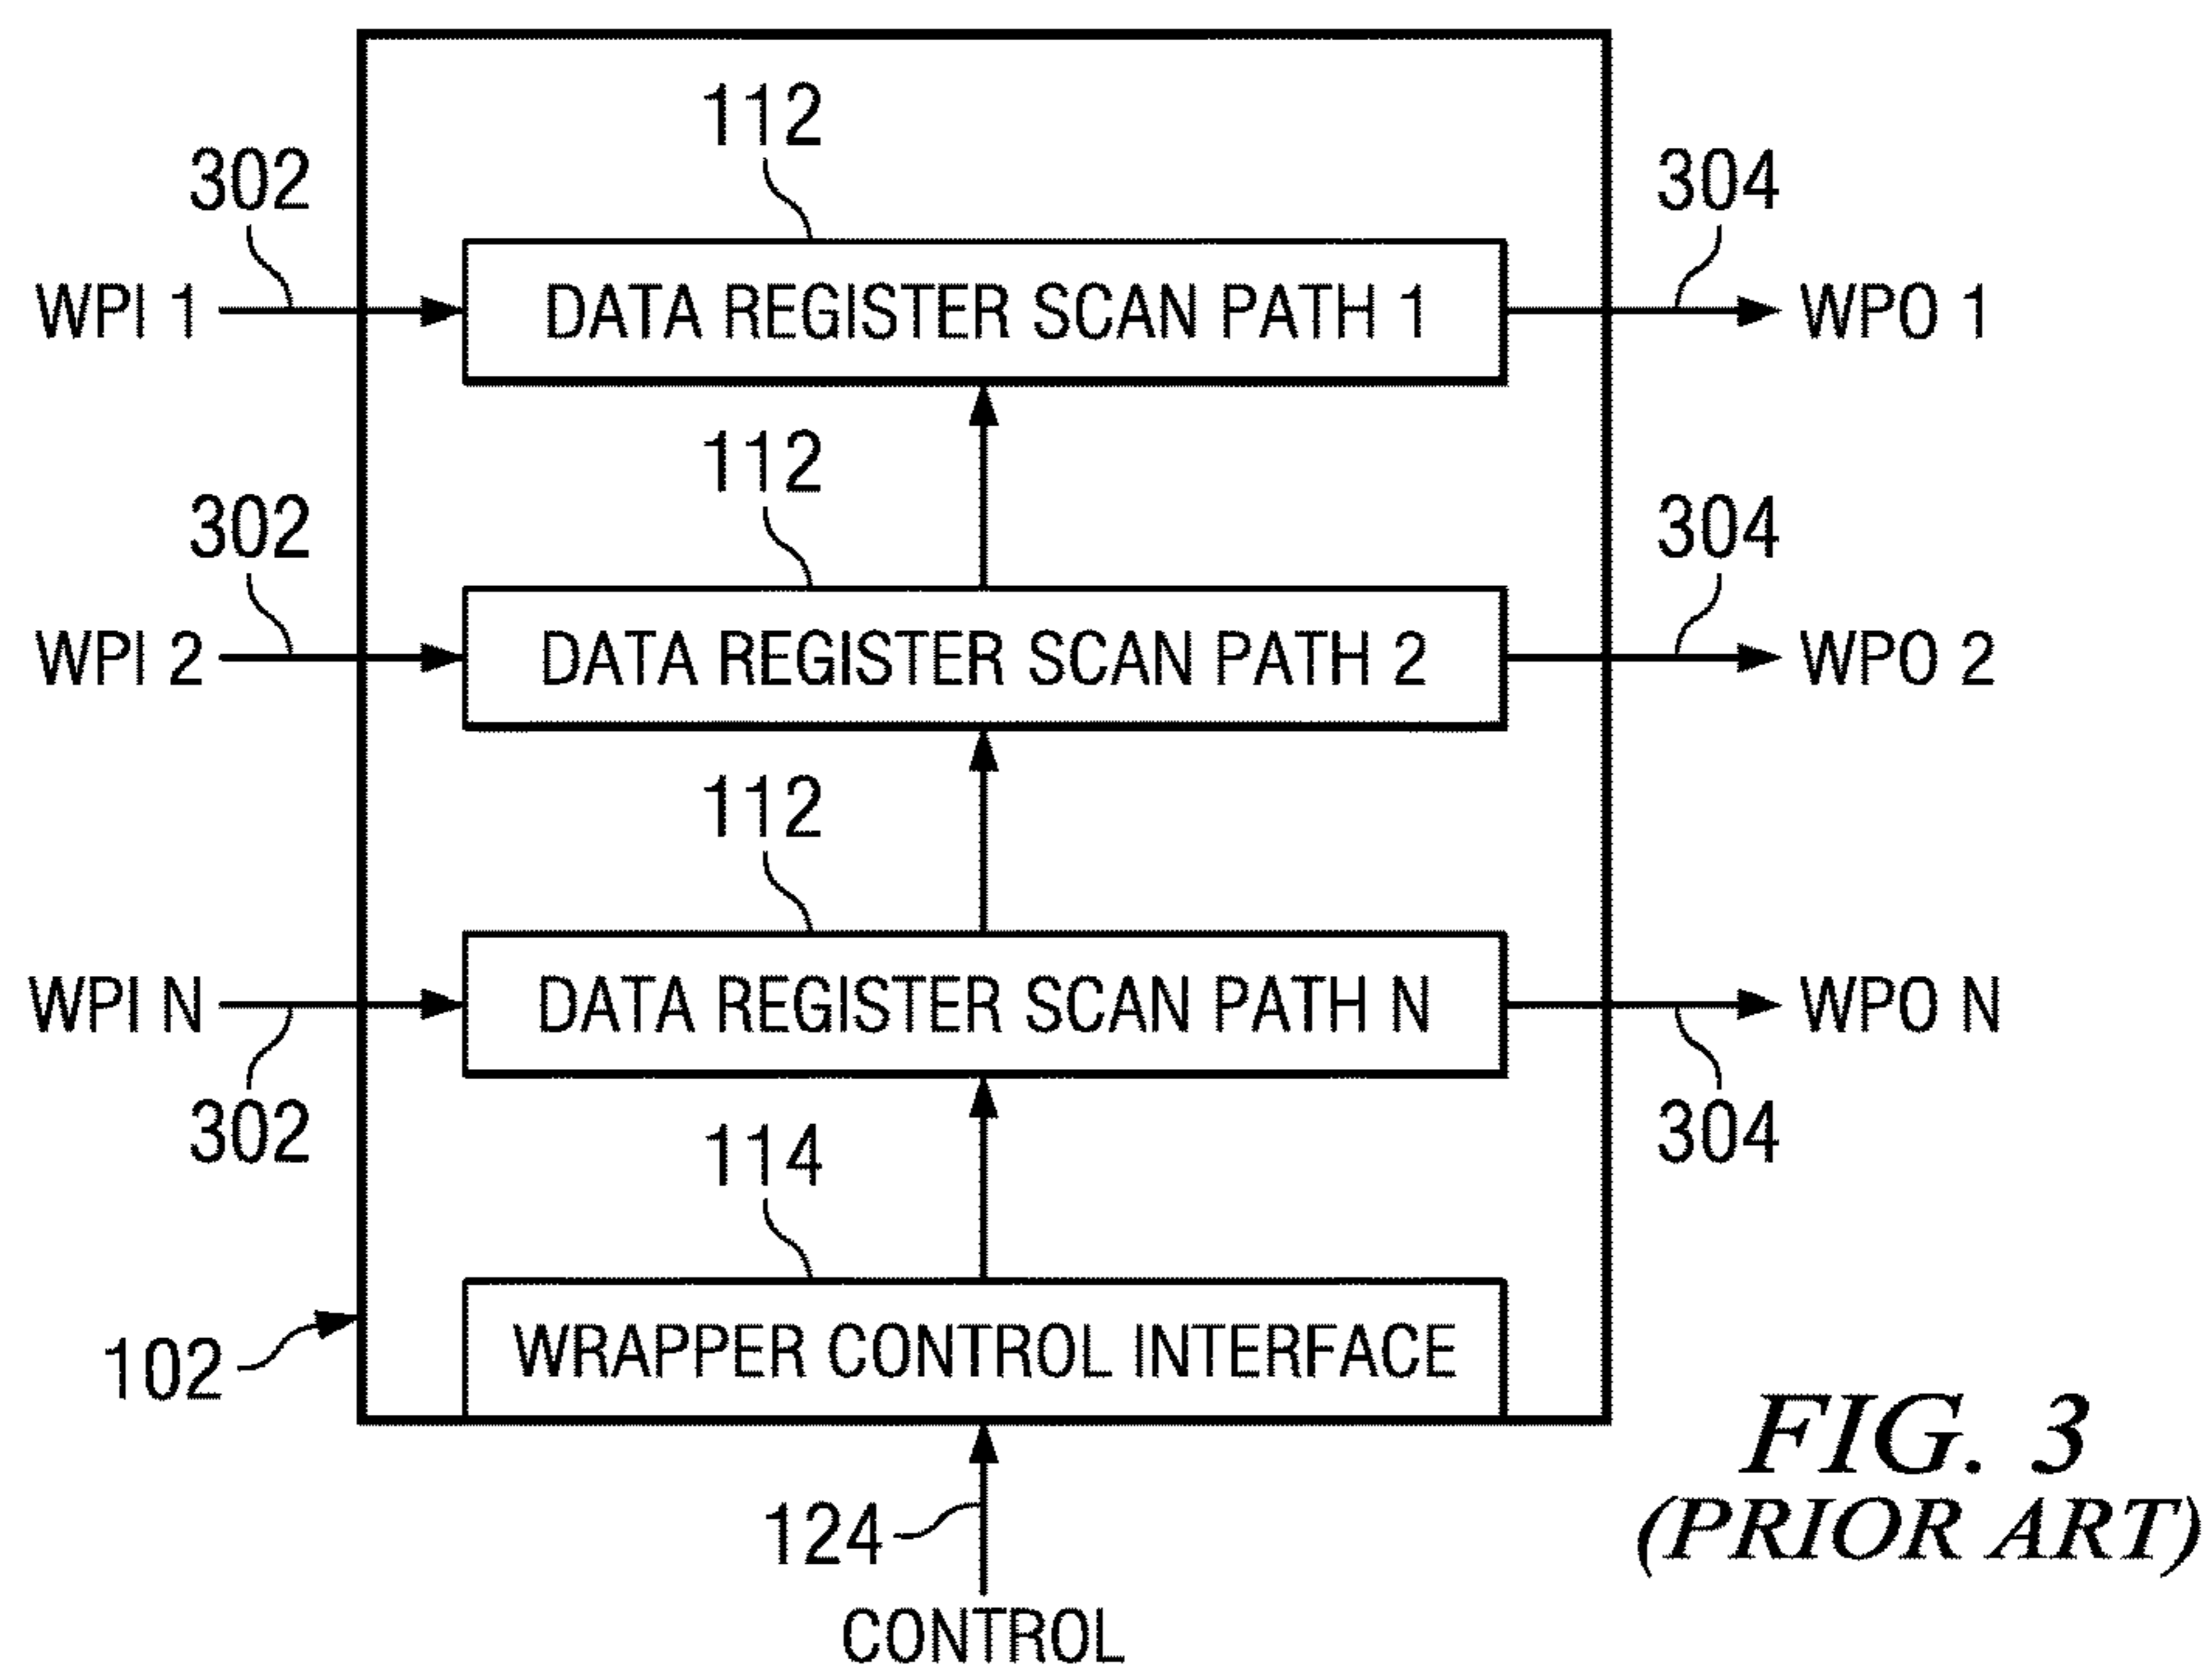 112
302
304
WPI 1
DATA REGISTER SCAN PATH 1
WPO 1
112
302
304
WPI 2
DATA REGISTER SCAN PATH 2
WPO 2
112
WPI N
DATA REGISTER SCAN PATH N
WPO N
302
114
304
102
WRAPPER CONTROL INTERFACE
124
CONTROL
FIG. 3
(PRIOR ART)